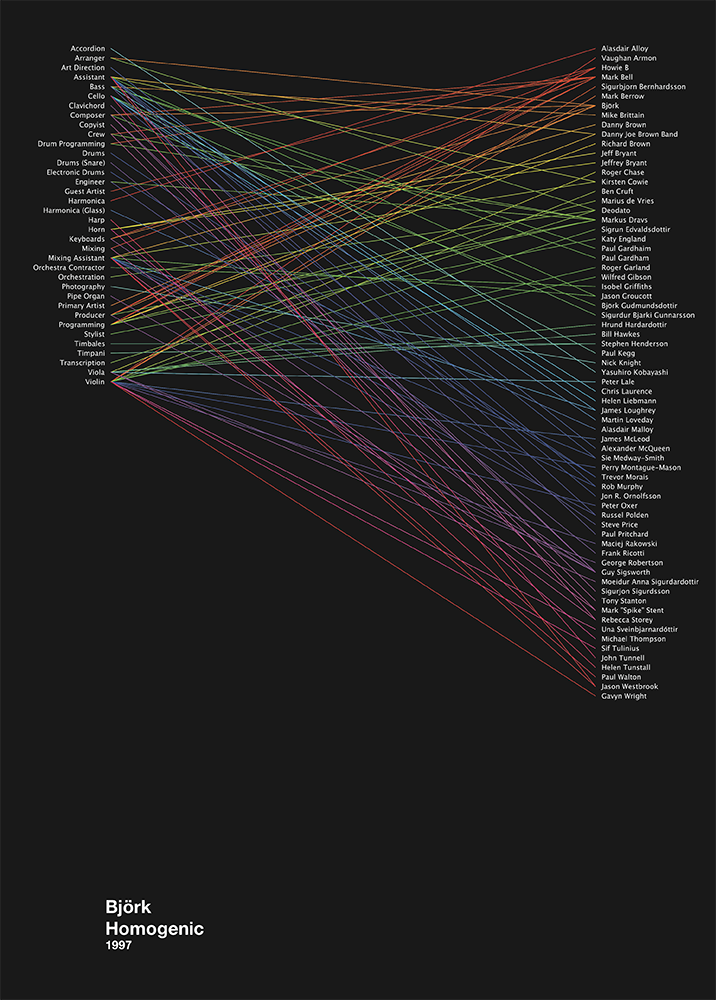 Accordion
Arranger
Art Direction
Assistant
Bass
Cello
Clavichord
Composer
Copyist
Crew
Drum Programming
Drums
Drums (Snare)
Electronic Drums
Engineer
Guest Artist
Harmonica
Harmonica (Glass)
Harp
Horn
Keyboards
Mixing
Mixing Assistant
Orchestra Contractor
Orchestration
Photography
Pipe Organ
Primary Artist
Producer
Programming
Stylist
Timbales
Timpani
Transcription
Viola
Violin
Alasdair Alloy
Vaughan Armon
Howie B
Mark Bell
Sigurbjorn Bernhardsson
Mark Berrow
Björk
Mike Brittain
Danny Brown
Danny Joe Brown Band
Richard Brown
Jeff Bryant
Jeffrey Bryant
Roger Chase
Kirsten Cowie
Ben Cruft
Marius de Vries
Deodato
Markus Dravs
Sigrun Edvaldsdottir
Katy England
Paul Gardhaim
Paul Gardham
Roger Garland
Wilfred Gibson
Isobel Griffiths
Jason Groucott
Björk Gudmundsdottir
Sigurdur Bjarki Gunnarsson
Hrund Hardardottir
Bill Hawkes
Stephen Henderson
Paul Kegg
Nick Knight
Yasuhiro Kobayashi
Peter Lale
Chris Laurence
Helen Liebmann
James Loughrey
Martin Loveday
Alasdair Malloy
James McLeod
Alexander McQueen
Sie Medway-Smith
Perry Montague-Mason
Trevor Morais
Rob Murphy
Jon R. Ornolfsson
Peter Oxer
Russel Polden
Steve Price
Paul Pritchard
Maciej Rakowski
Frank Ricotti
George Robertson
Guy Sigsworth
Moeidur Anna Sigurdardottir
Sigurjon Sigurdsson
Tony Stanton
Mark "Spike" Stent
Rebecca Storey
Una Sveinbjarnardóttir
Michael Thompson
Sif Tulinius
John Tunnell
Helen Tunstall
Paul Walton
Jason Westbrook
Gavyn Wright
Björk
Homogenic
1997